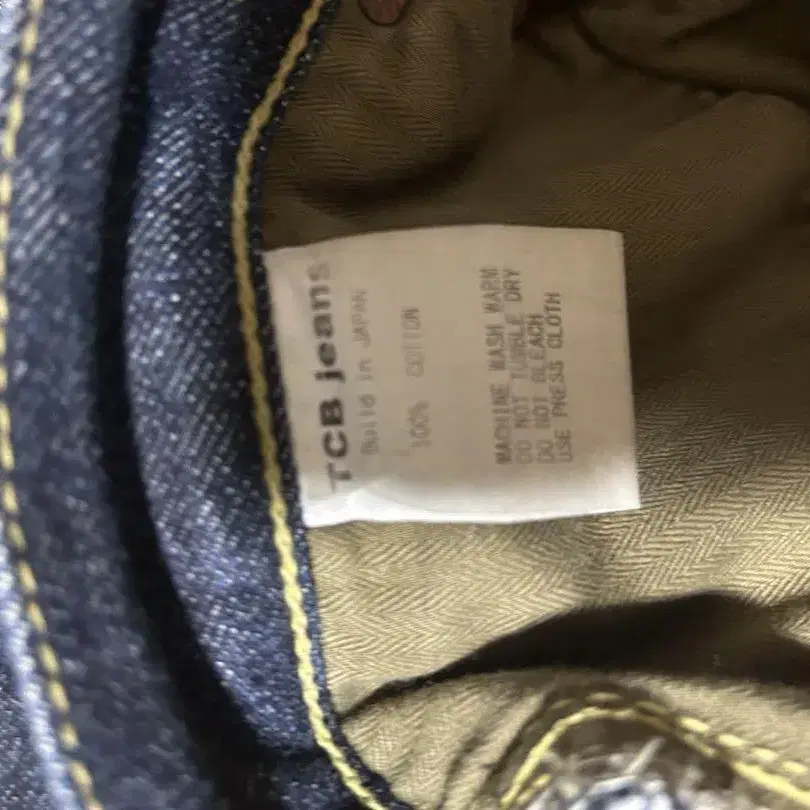 TCB jeans
Build in JAPAN
100% COTTON
MACHINE WASH WARM
DO NOT TUMBLE DRY
DO NOT BLEACH
USE PRESS CLOTH